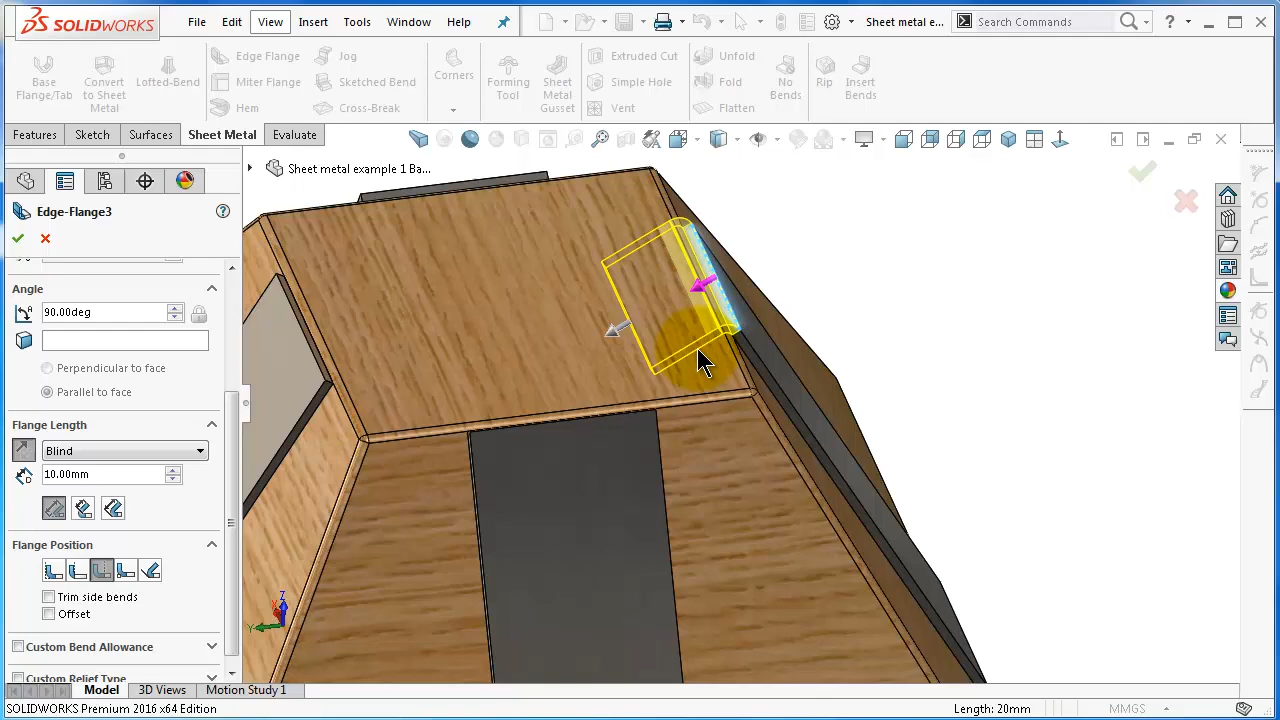 SOLIDWORKS File Edit View Insert Tools Window Help Sheet metal e... Search Commands
Base Flange/Tab
Convert to Sheet Metal
Lofted-Bend
Edge Flange
Miter Flange
Hem
Jog
Sketched Bend
Cross-Break
Corners
Forming Tool
Sheet Metal Gusset
Extruded Cut
Simple Hole
Vent
Unfold
Fold
Flatten
No Bends
Rip
Insert Bends
Features Sketch Surfaces Sheet Metal Evaluate
Sheet metal example 1 Ba...
Edge-Flange3
Angle
90.00deg
Perpendicular to face
Parallel to face
Flange Length
Blind
10.00mm
Flange Position
Trim side bends
Offset
Custom Bend Allowance
Custom Relief Type
Z
X
Y
Model 3D Views Motion Study 1
SOLIDWORKS Premium 2016 x64 Edition Length: 20mm MMGS